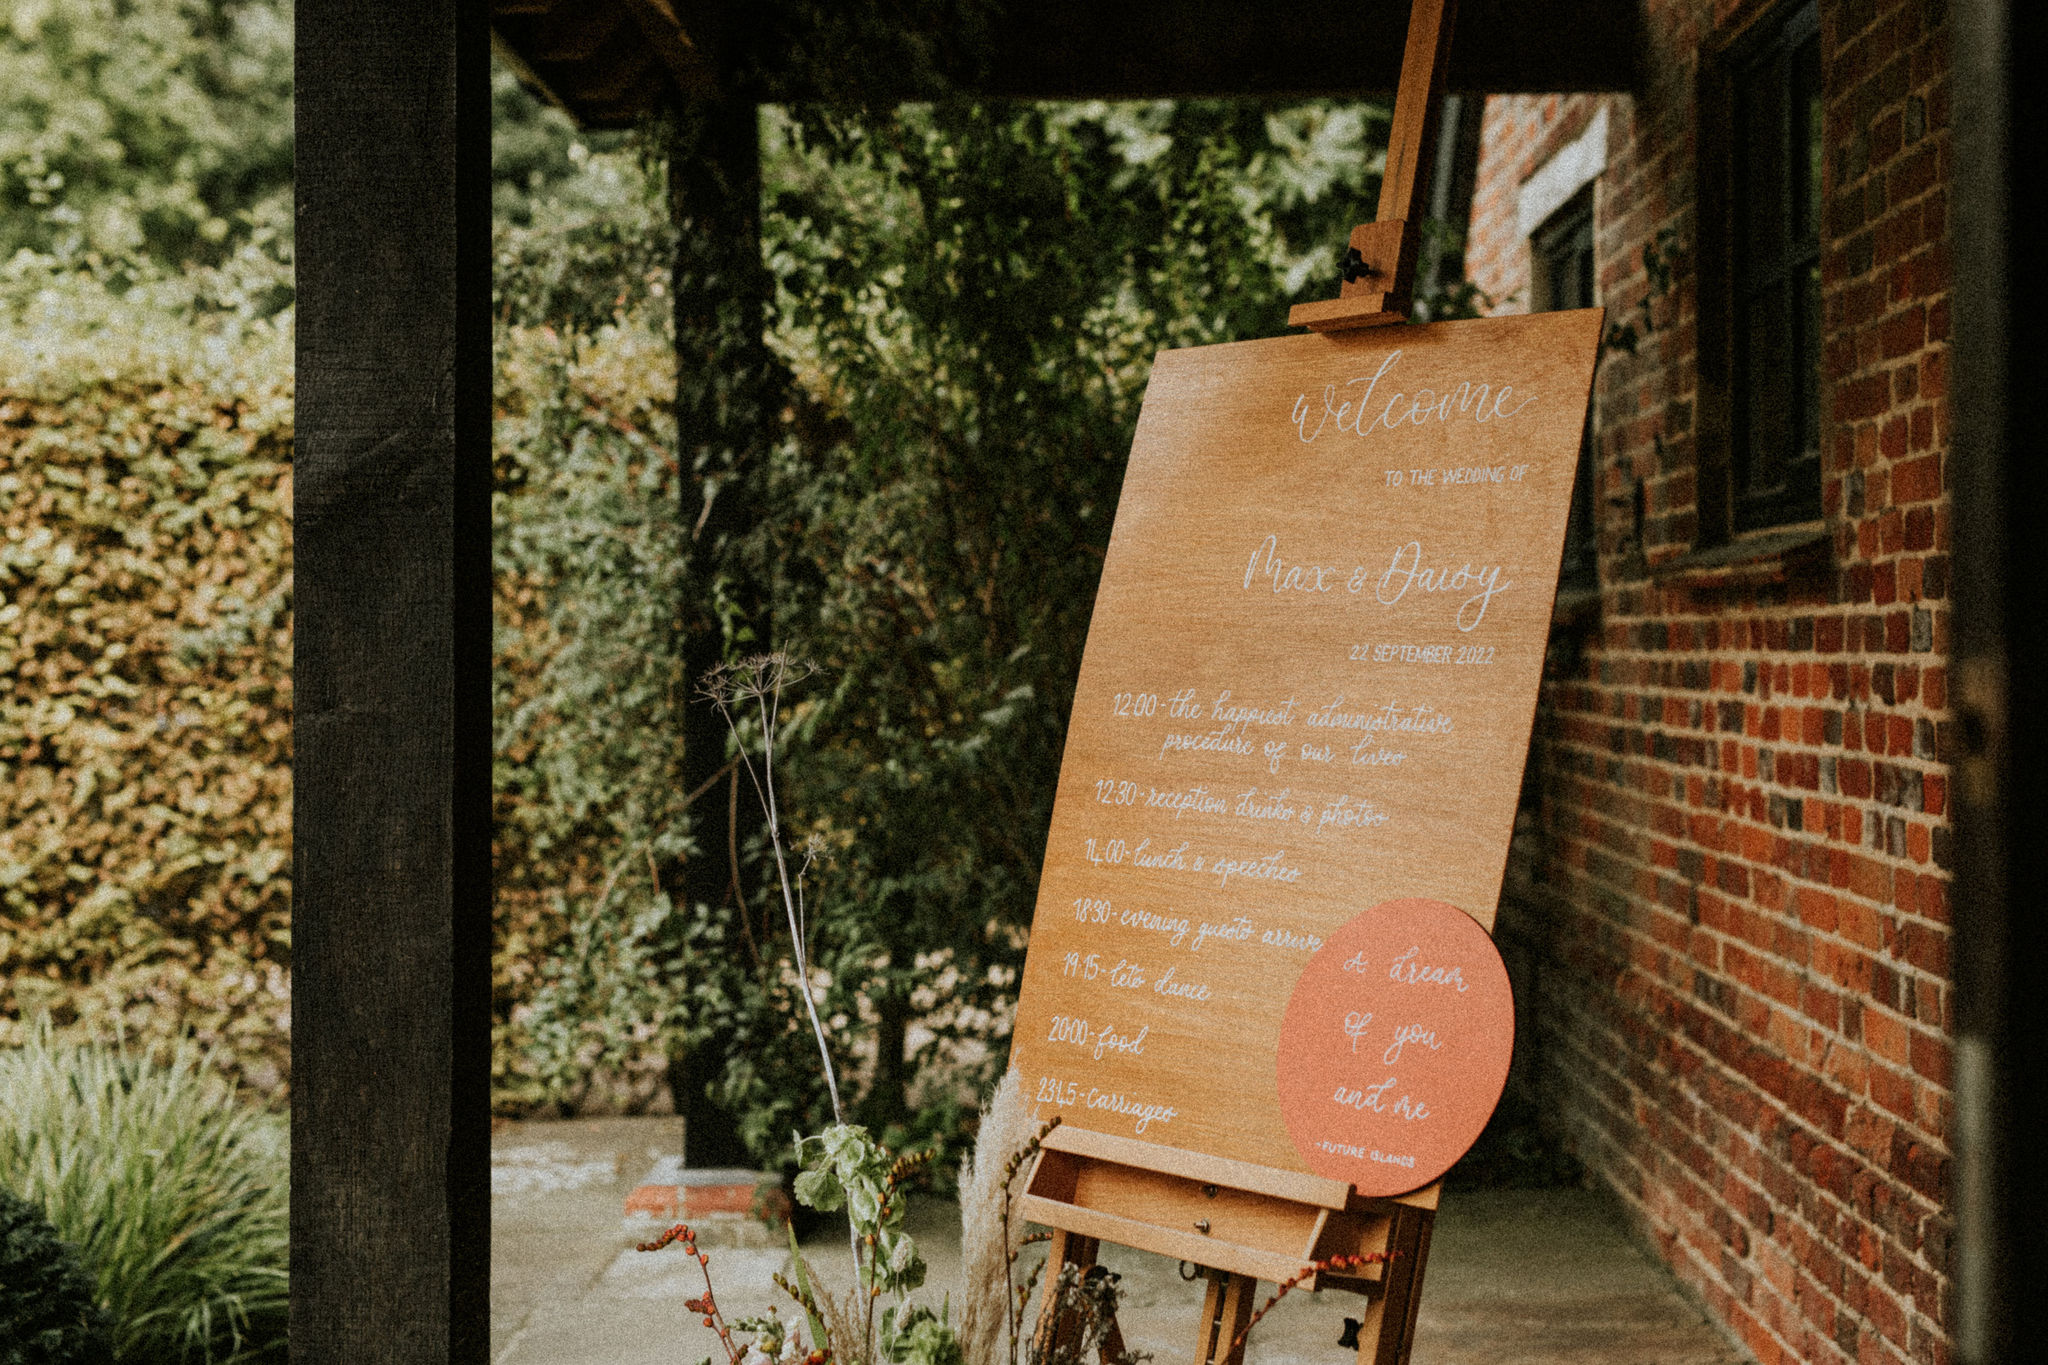 welcome
TO THE WEDDING OF
Max & Daisy
22 SEPTEMBER 2022
12:00 - the happiest administrative
procedure of our lives
12:30 - reception drinks & photos
14:00 - lunch & speeches
18:30 - evening guests arrive
19:15 - lets dance
20:00 - food
23:45 - carriages
A dream
of you
and me
- FUTURE ISLANDS